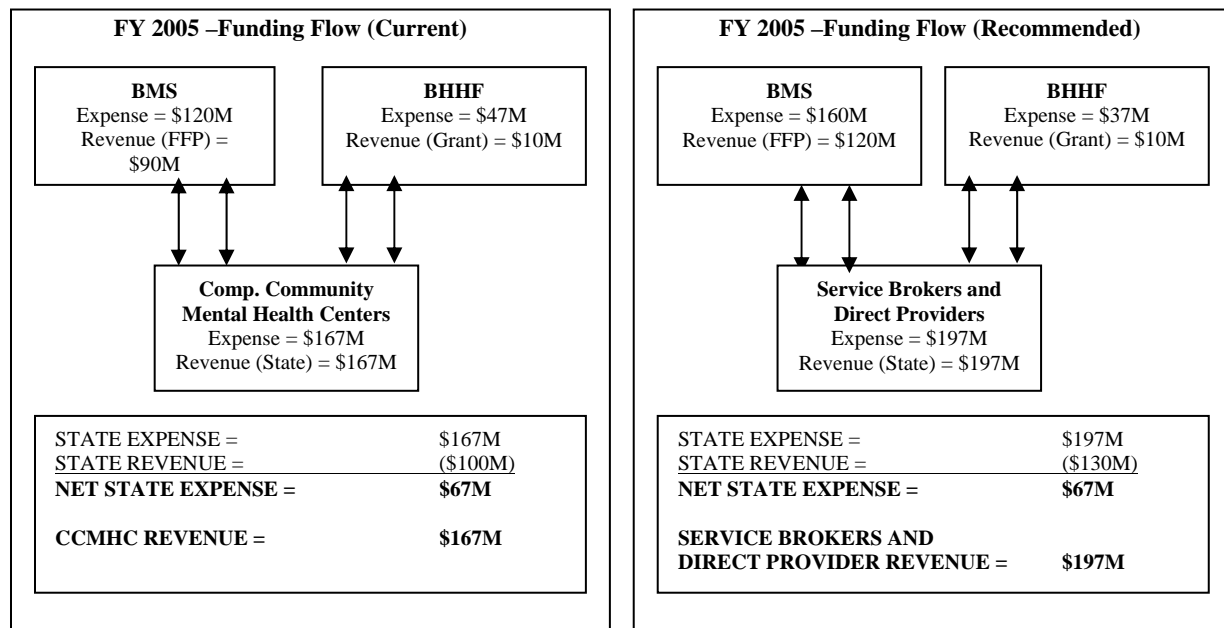 FY 2005 –Funding Flow (Current)
BMS
Expense = $120M
Revenue (FFP) =
$90M
BHHF
Expense = $47M
Revenue (Grant) = $10M
Comp. Community
Mental Health Centers
Expense = $167M
Revenue (State) = $167M
STATE EXPENSE = $167M
STATE REVENUE = ($100M)
NET STATE EXPENSE = $67M
CCMHC REVENUE = $167M
FY 2005 –Funding Flow (Recommended)
BMS
Expense = $160M
Revenue (FFP) = $120M
BHHF
Expense = $37M
Revenue (Grant) = $10M
Service Brokers and
Direct Providers
Expense = $197M
Revenue (State) = $197M
STATE EXPENSE = $197M
STATE REVENUE = ($130M)
NET STATE EXPENSE = $67M
SERVICE BROKERS AND
DIRECT PROVIDER REVENUE = $197M